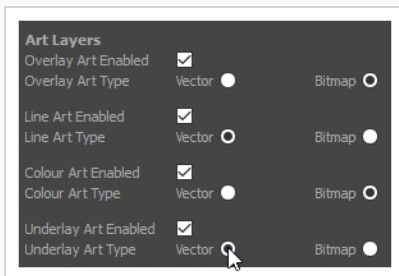 Art Layers
Overlay Art Enabled
Overlay Art Type Vector Bitmap
Line Art Enabled
Line Art Type Vector Bitmap
Colour Art Enabled
Colour Art Type Vector Bitmap
Underlay Art Enabled
Underlay Art Type Vector Bitmap